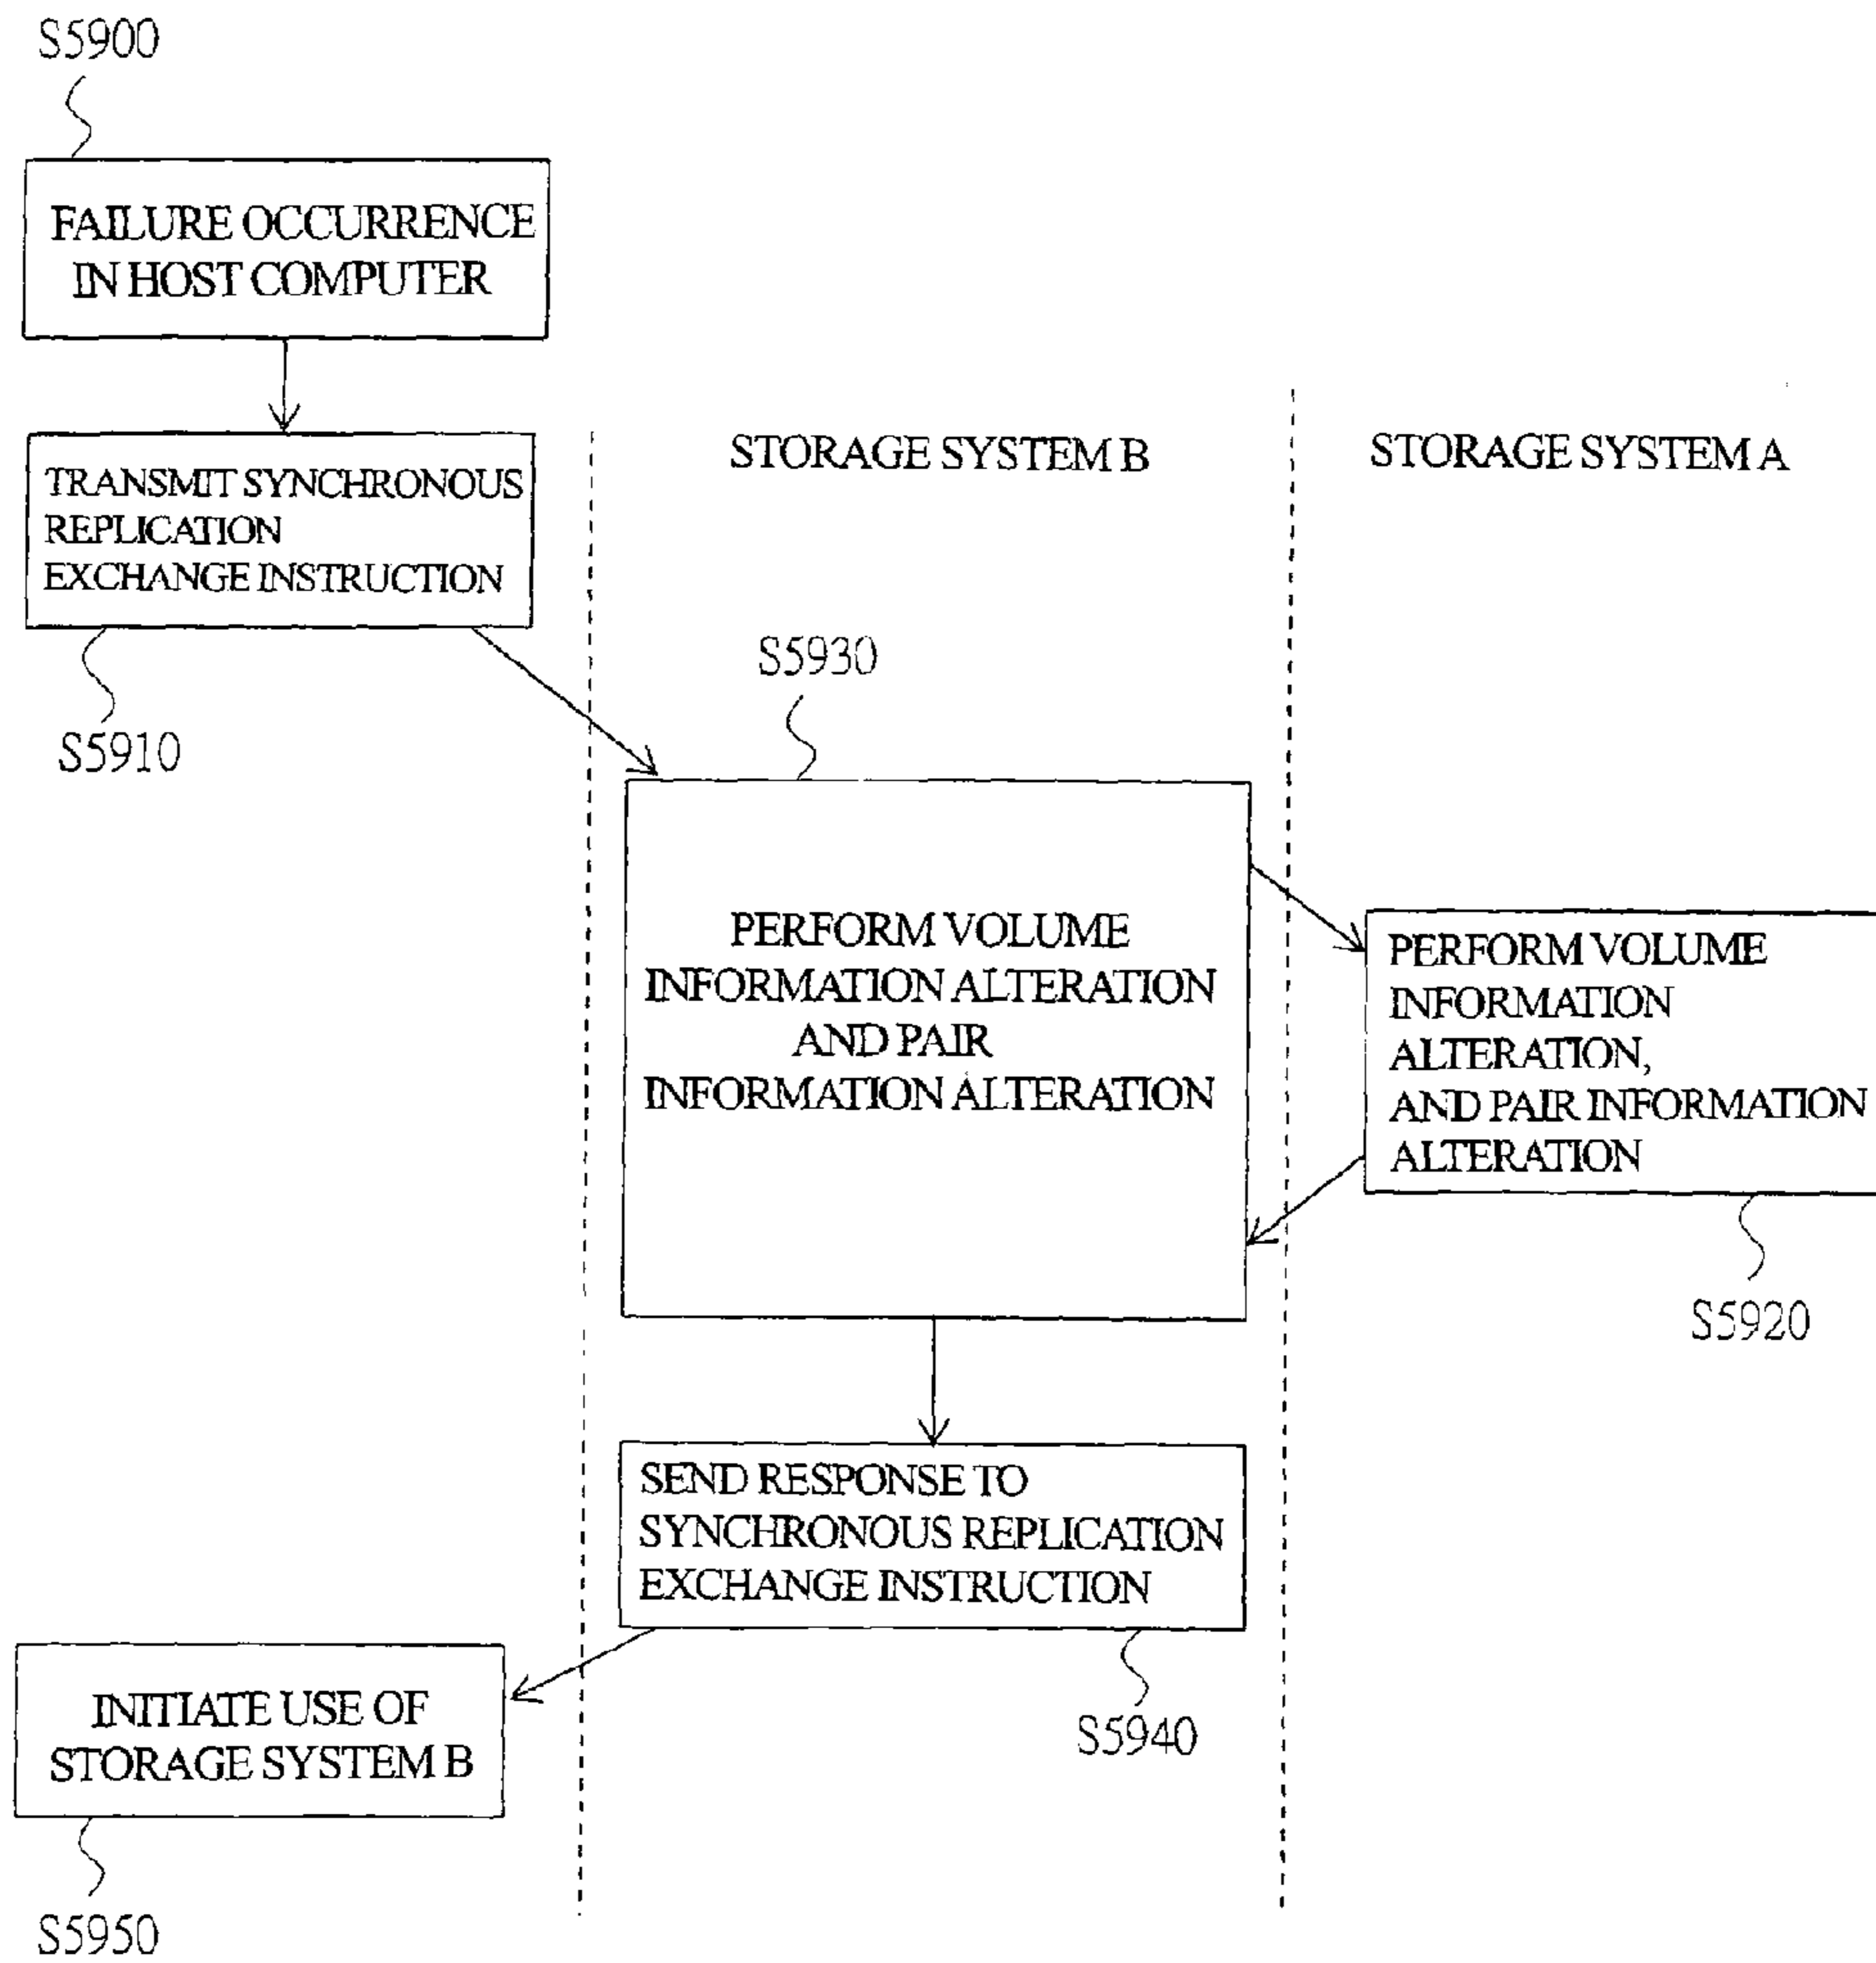 S5900
FAILURE OCCURRENCE
IN HOST COMPUTER
TRANSMIT SYNCHRONOUS
REPLICATION
EXCHANGE INSTRUCTION
S5910
STORAGE SYSTEM B
STORAGE SYSTEM A
S5930
PERFORM VOLUME
INFORMATION ALTERATION
AND PAIR
INFORMATION ALTERATION
PERFORM VOLUME
INFORMATION
ALTERATION,
AND PAIR INFORMATION
ALTERATION
S5920
SEND RESPONSE TO
SYNCHRONOUS REPLICATION
EXCHANGE INSTRUCTION
S5940
INITIATE USE OF
STORAGE SYSTEM B
S5950